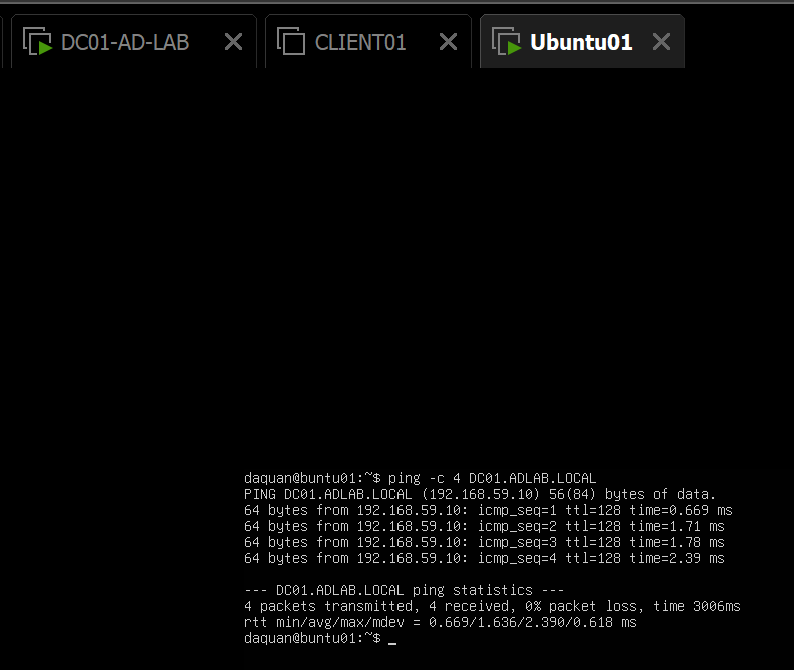 DC01-AD-LAB
CLIENT01
Ubuntu01
daquan@buntu01:~$ ping -c 4 DC01.ADLAB.LOCAL
PING DC01.ADLAB.LOCAL (192.168.59.10) 56(84) bytes of data.
64 bytes from 192.168.59.10: icmp_seq=1 ttl=128 time=0.669 ms
64 bytes from 192.168.59.10: icmp_seq=2 ttl=128 time=1.71 ms
64 bytes from 192.168.59.10: icmp_seq=3 ttl=128 time=1.78 ms
64 bytes from 192.168.59.10: icmp_seq=4 ttl=128 time=2.39 ms
--- DC01.ADLAB.LOCAL ping statistics ---
4 packets transmitted, 4 received, 0% packet loss, time 3006ms
rtt min/avg/max/mdev = 0.669/1.636/2.390/0.618 ms
daquan@buntu01:~$ _